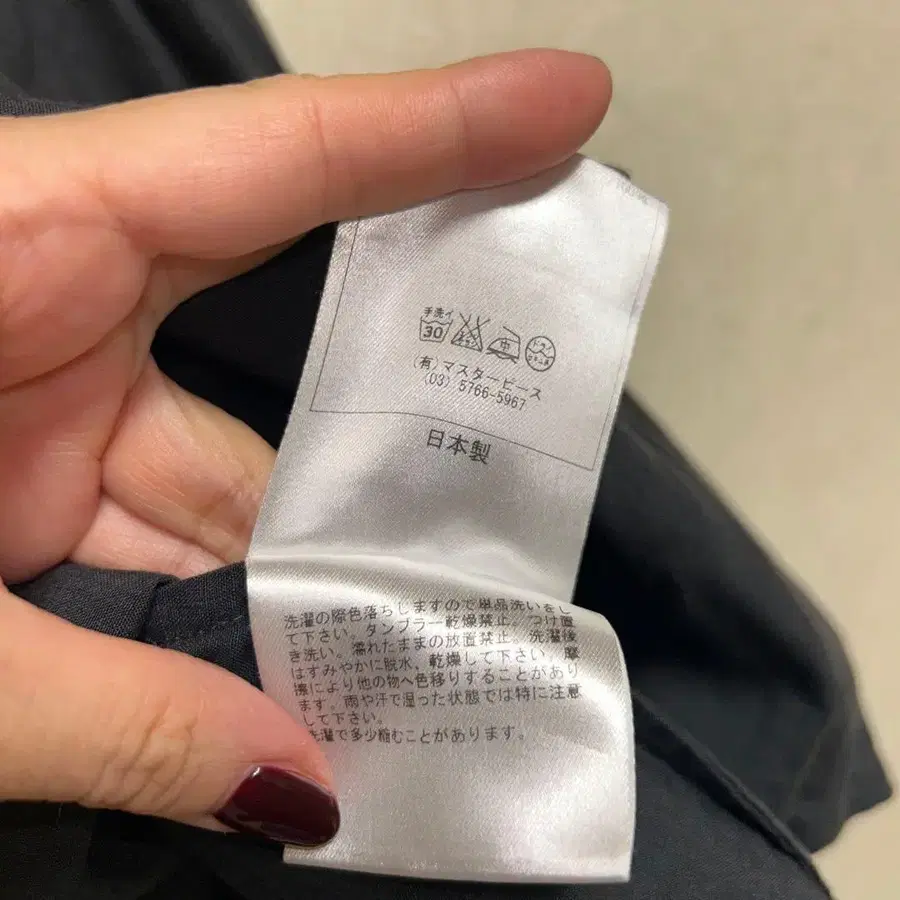 手洗イ
30
中
ドライ
(有)マスターピース
(03) 5766-5967
日本製
洗濯の際色落ちしますので単品洗いをし
て下さい。タンブラー乾燥禁止。つけ置
き洗い。濡れたままの放置禁止。洗濯後
はすみやかに脱水、乾燥して下さい。摩
擦により他の物へ色移りすることがあり
ます。雨や汗で湿った状態では特に注意
して下さい。
洗濯で多少縮むことがあります。